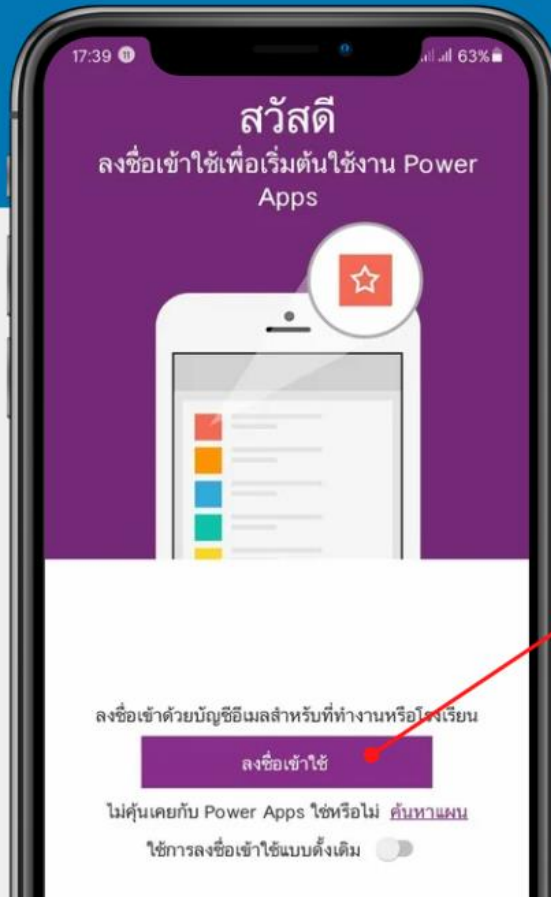 17:39 11
63%
สวัสดี
ลงชื่อเข้าใช้เพื่อเริ่มต้นใช้งาน Power
Apps
ลงชื่อเข้าด้วยบัญชีอีเมลสำหรับที่ทำงานหรือโรงเรียน
ลงชื่อเข้าใช้
ไม่คุ้นเคยกับ Power Apps ใช่หรือไม่ ค้นหาแผน
ใช้การลงชื่อเข้าใช้แบบดั้งเดิม